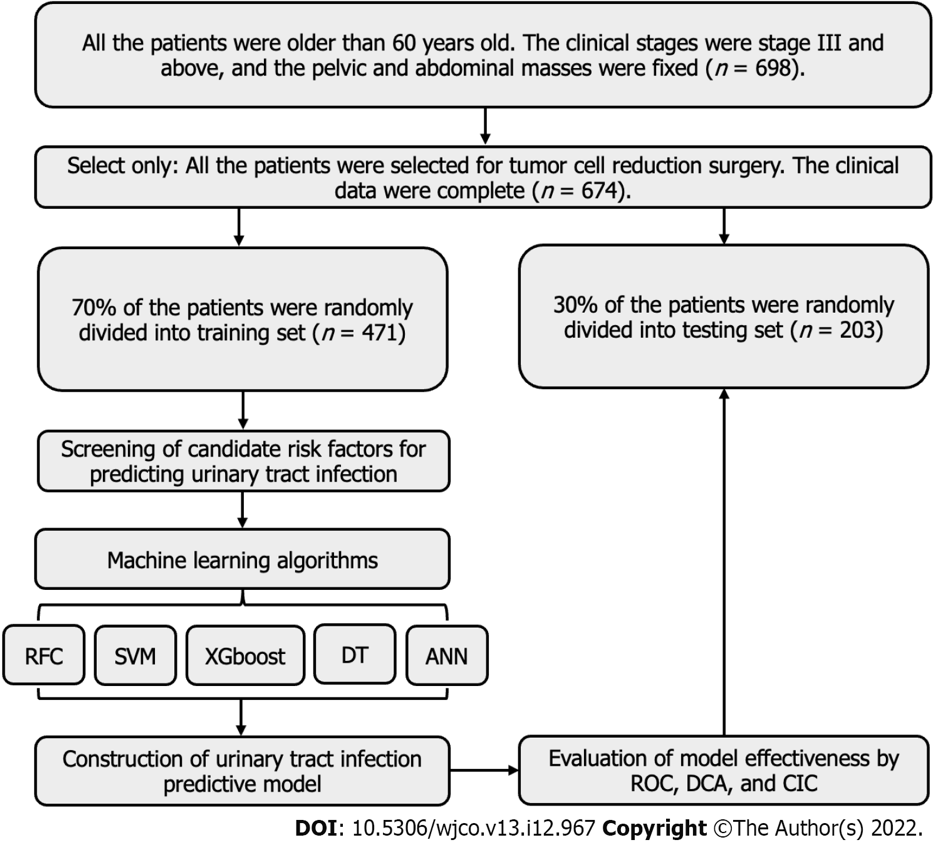 All the patients were older than 60 years old. The clinical stages were stage III and
above, and the pelvic and abdominal masses were fixed (n = 698).
Select only: All the patients were selected for tumor cell reduction surgery. The clinical
data were complete (n = 674).
70% of the patients were randomly
divided into training set (n = 471)
30% of the patients were randomly
divided into testing set (n = 203)
Screening of candidate risk factors for
predicting urinary tract infection
Machine learning algorithms
RFC
SVM
XGboost
DT
ANN
Construction of urinary tract infection
predictive model
Evaluation of model effectiveness by
ROC, DCA, and CIC
DOI: 10.5306/wjco.v13.i12.967 Copyright ©The Author(s) 2022.